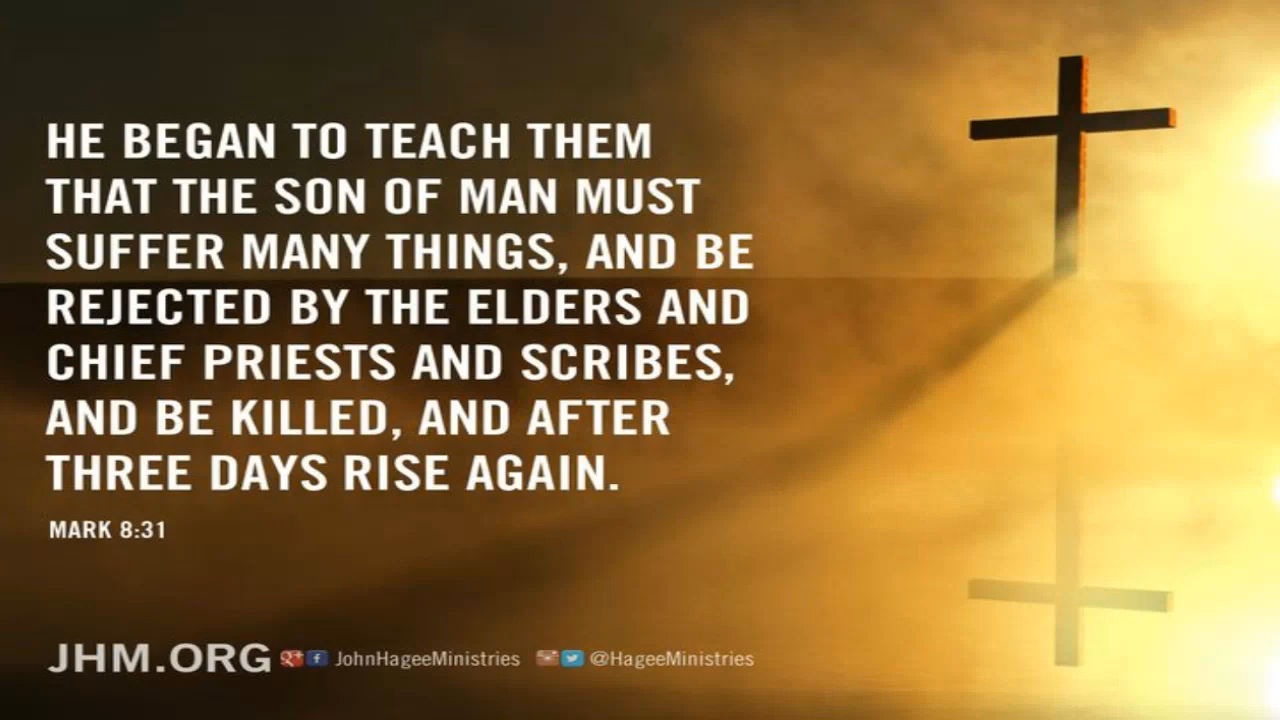 HE BEGAN TO TEACH THEM
THAT THE SON OF MAN MUST
SUFFER MANY THINGS, AND BE
REJECTED BY THE ELDERS AND
CHIEF PRIESTS AND SCRIBES,
AND BE KILLED, AND AFTER
THREE DAYS RISE AGAIN.
MARK 8:31
JHM.ORG JohnHageeMinistries @HageeMinistries